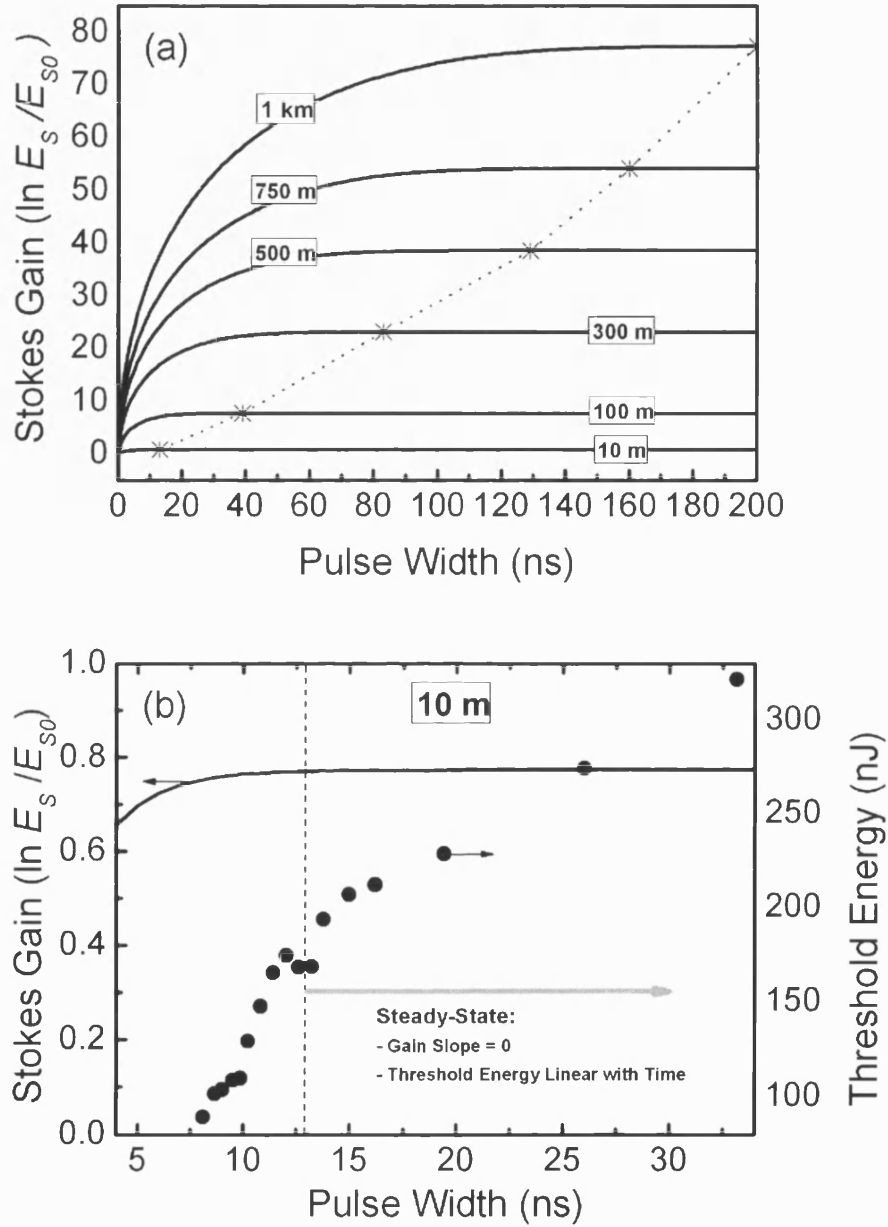 (a)
Stokes Gain (ln E_S /E_S0)
80
70
60
50
40
30
20
10
0
1 km
750 m
500 m
300 m
100 m
10 m
0 20 40 60 80 100 120 140 160 180 200
Pulse Width (ns)
(b)
10 m
Stokes Gain (ln E_S /E_S0)
1.0
0.8
0.6
0.4
0.2
0.0
300
250
200
150
100
Threshold Energy (nJ)
Steady-State:
- Gain Slope = 0
- Threshold Energy Linear with Time
5 10 15 20 25 30
Pulse Width (ns)